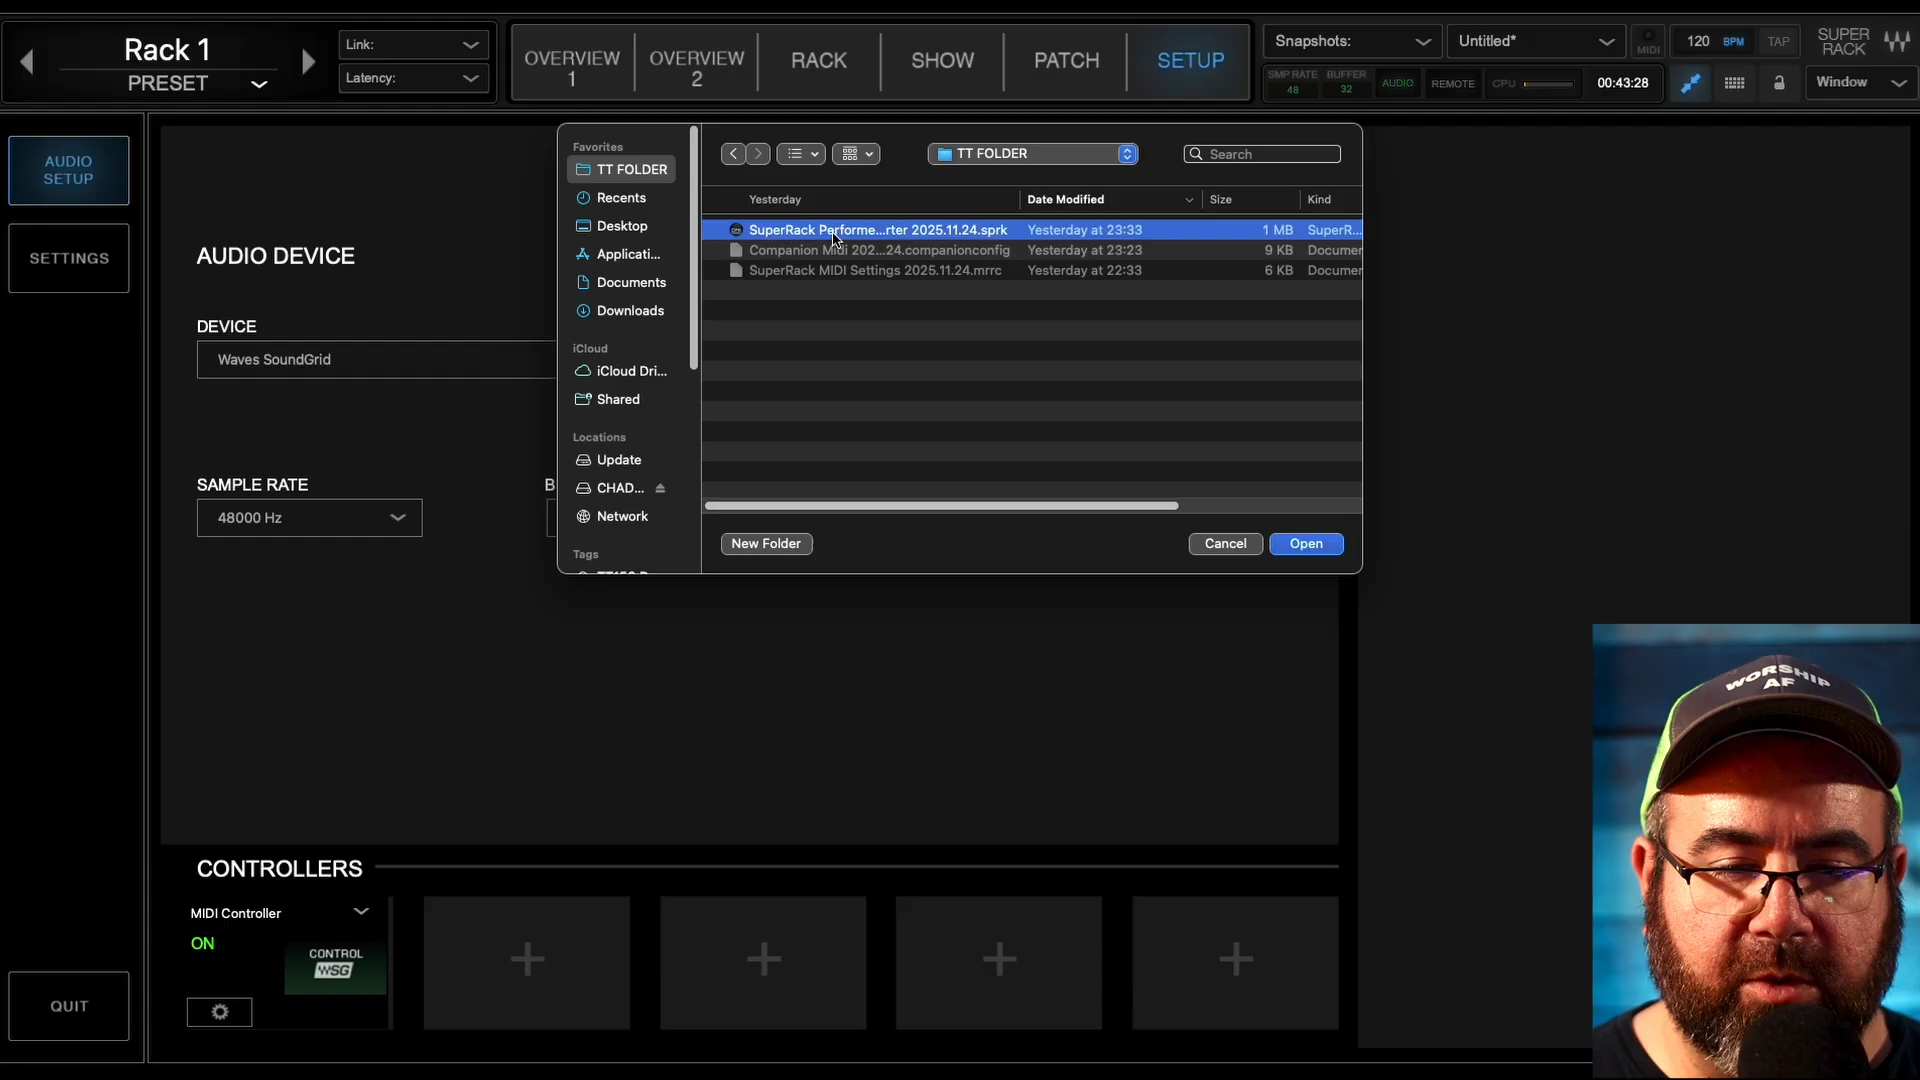 Rack 1
PRESET
Link:
Latency:
OVERVIEW
1
OVERVIEW
2
RACK
SHOW
PATCH
SETUP
Snapshots:
Untitled*
MIDI
120 BPM
TAP
SUPER
RACK
SMP RATE
48
BUFFER
32
AUDIO
REMOTE
CPU
00:43:28
Window
AUDIO
SETUP
SETTINGS
QUIT
AUDIO DEVICE
DEVICE
Waves SoundGrid
SAMPLE RATE
48000 Hz
B
Favorites
TT FOLDER
Recents
Desktop
Applicati...
Documents
Downloads
iCloud
iCloud Dri...
Shared
Locations
Update
CHAD...
Network
Tags
TT FOLDER
Search
Yesterday
Date Modified
Size
Kind
SuperRack Performe...rter 2025.11.24.sprk Yesterday at 23:33 1 MB SuperR...
Companion Midi 202...24.companionconfig Yesterday at 23:23 9 KB Documer
SuperRack MIDI Settings 2025.11.24.mrrc Yesterday at 22:33 6 KB Documer
New Folder
Cancel
Open
CONTROLLERS
MIDI Controller
ON
CONTROL
WSG
WORSHIP
AF